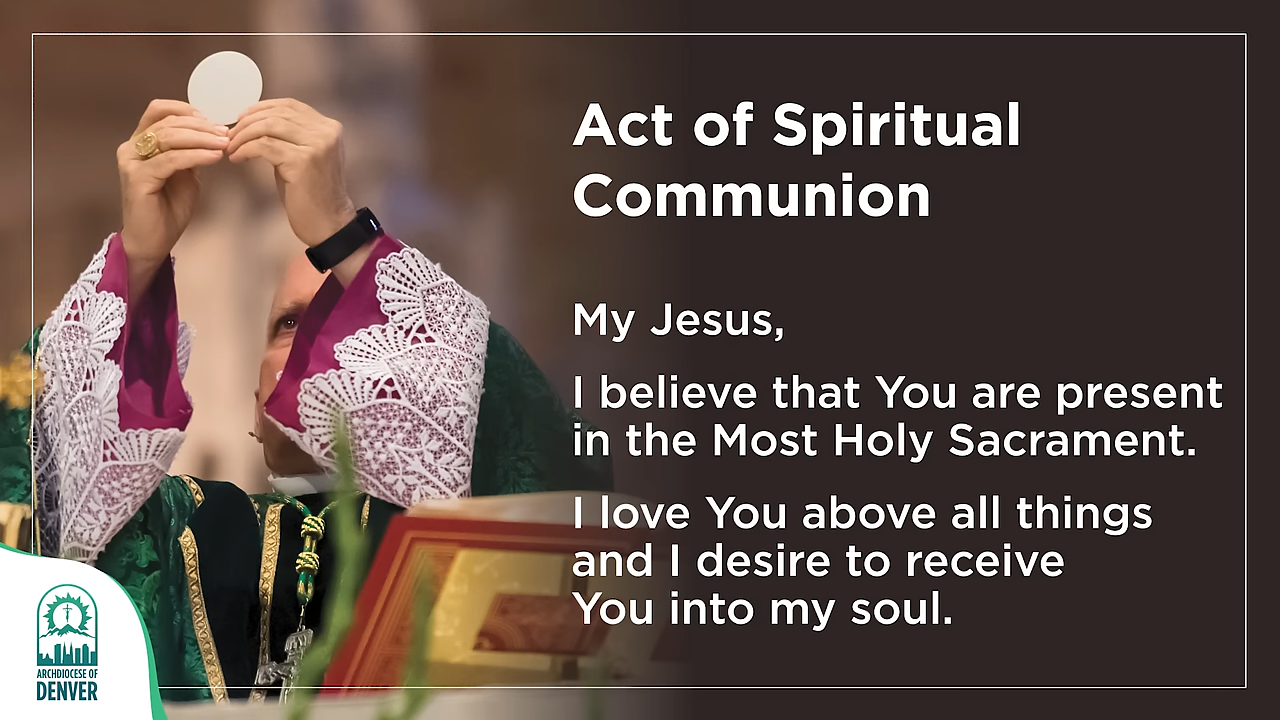 Act of Spiritual
Communion
My Jesus,
I believe that You are present
in the Most Holy Sacrament.
I love You above all things
and I desire to receive
You into my soul.
ARCHDIOCESE OF
DENVER